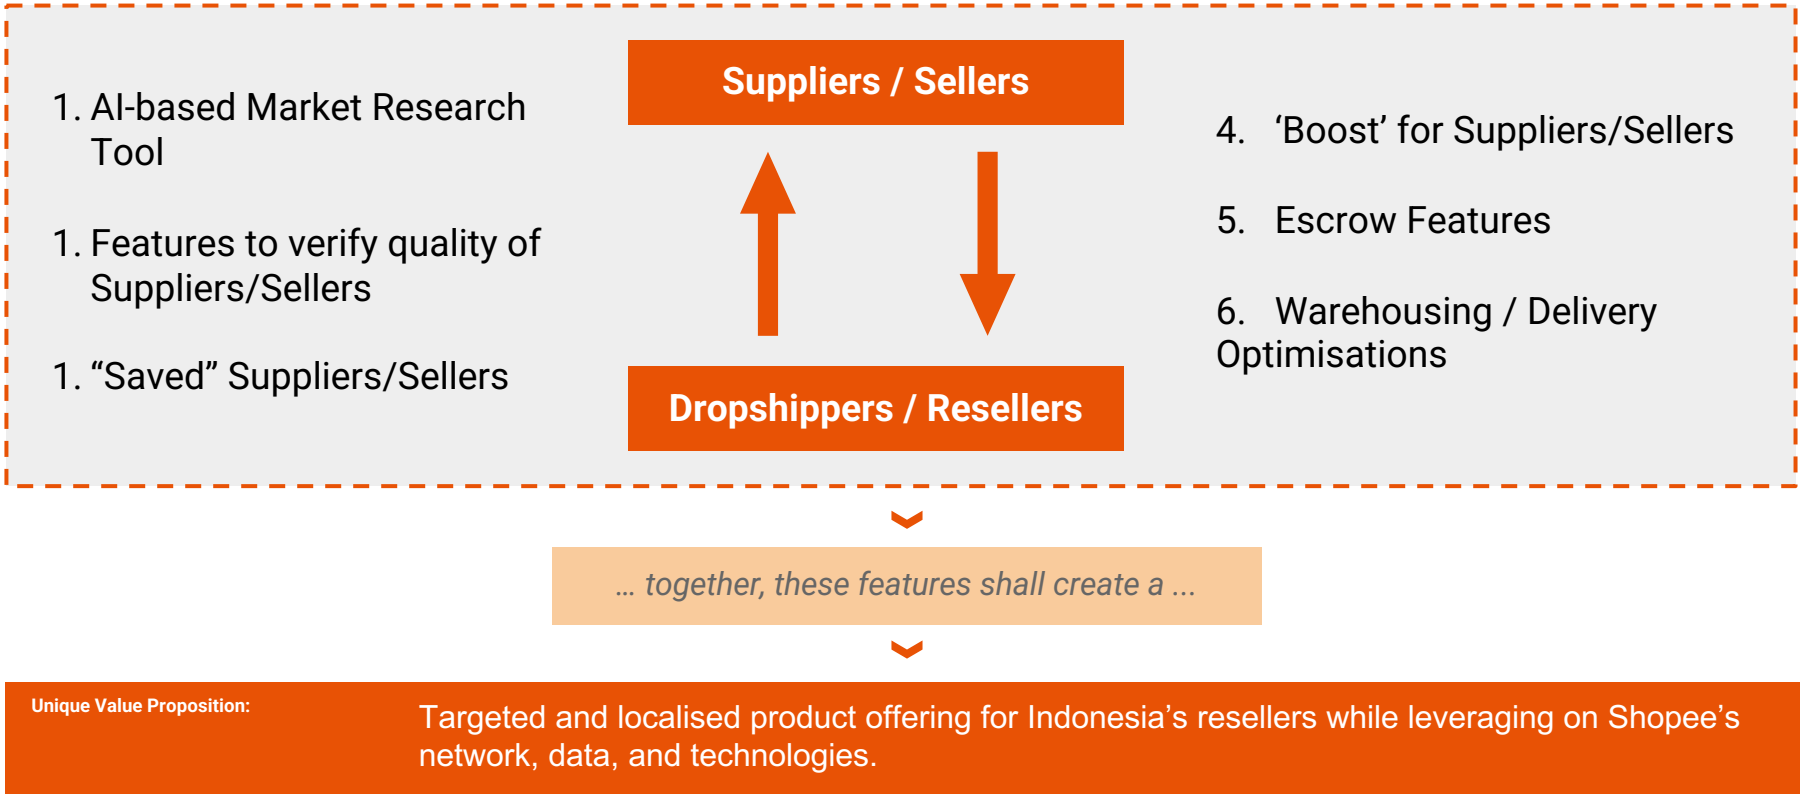 1. AI-based Market Research
Tool
1. Features to verify quality of
Suppliers/Sellers
1. “Saved” Suppliers/Sellers
Suppliers / Sellers
Dropshippers / Resellers
4. ‘Boost’ for Suppliers/Sellers
5. Escrow Features
6. Warehousing / Delivery
Optimisations
... together, these features shall create a ...
Unique Value Proposition:
Targeted and localised product offering for Indonesia’s resellers while leveraging on Shopee’s
network, data, and technologies.